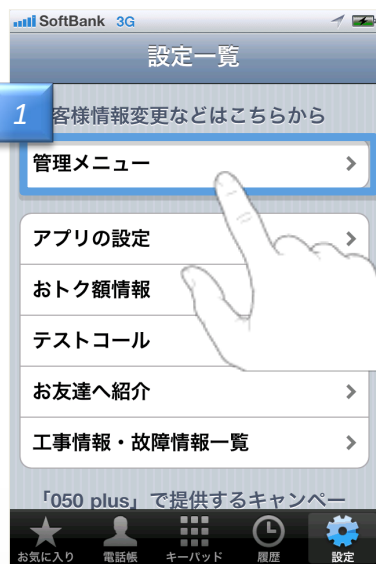 SoftBank 3G
設定一覧
1
客様情報変更などはこちらから
管理メニュー
アプリの設定
おトク額情報
テストコール
お友達へ紹介
工事情報・故障情報一覧
「050 plus」で提供するキャンペー
お気に入り 電話帳 キーパッド 履歴 設定